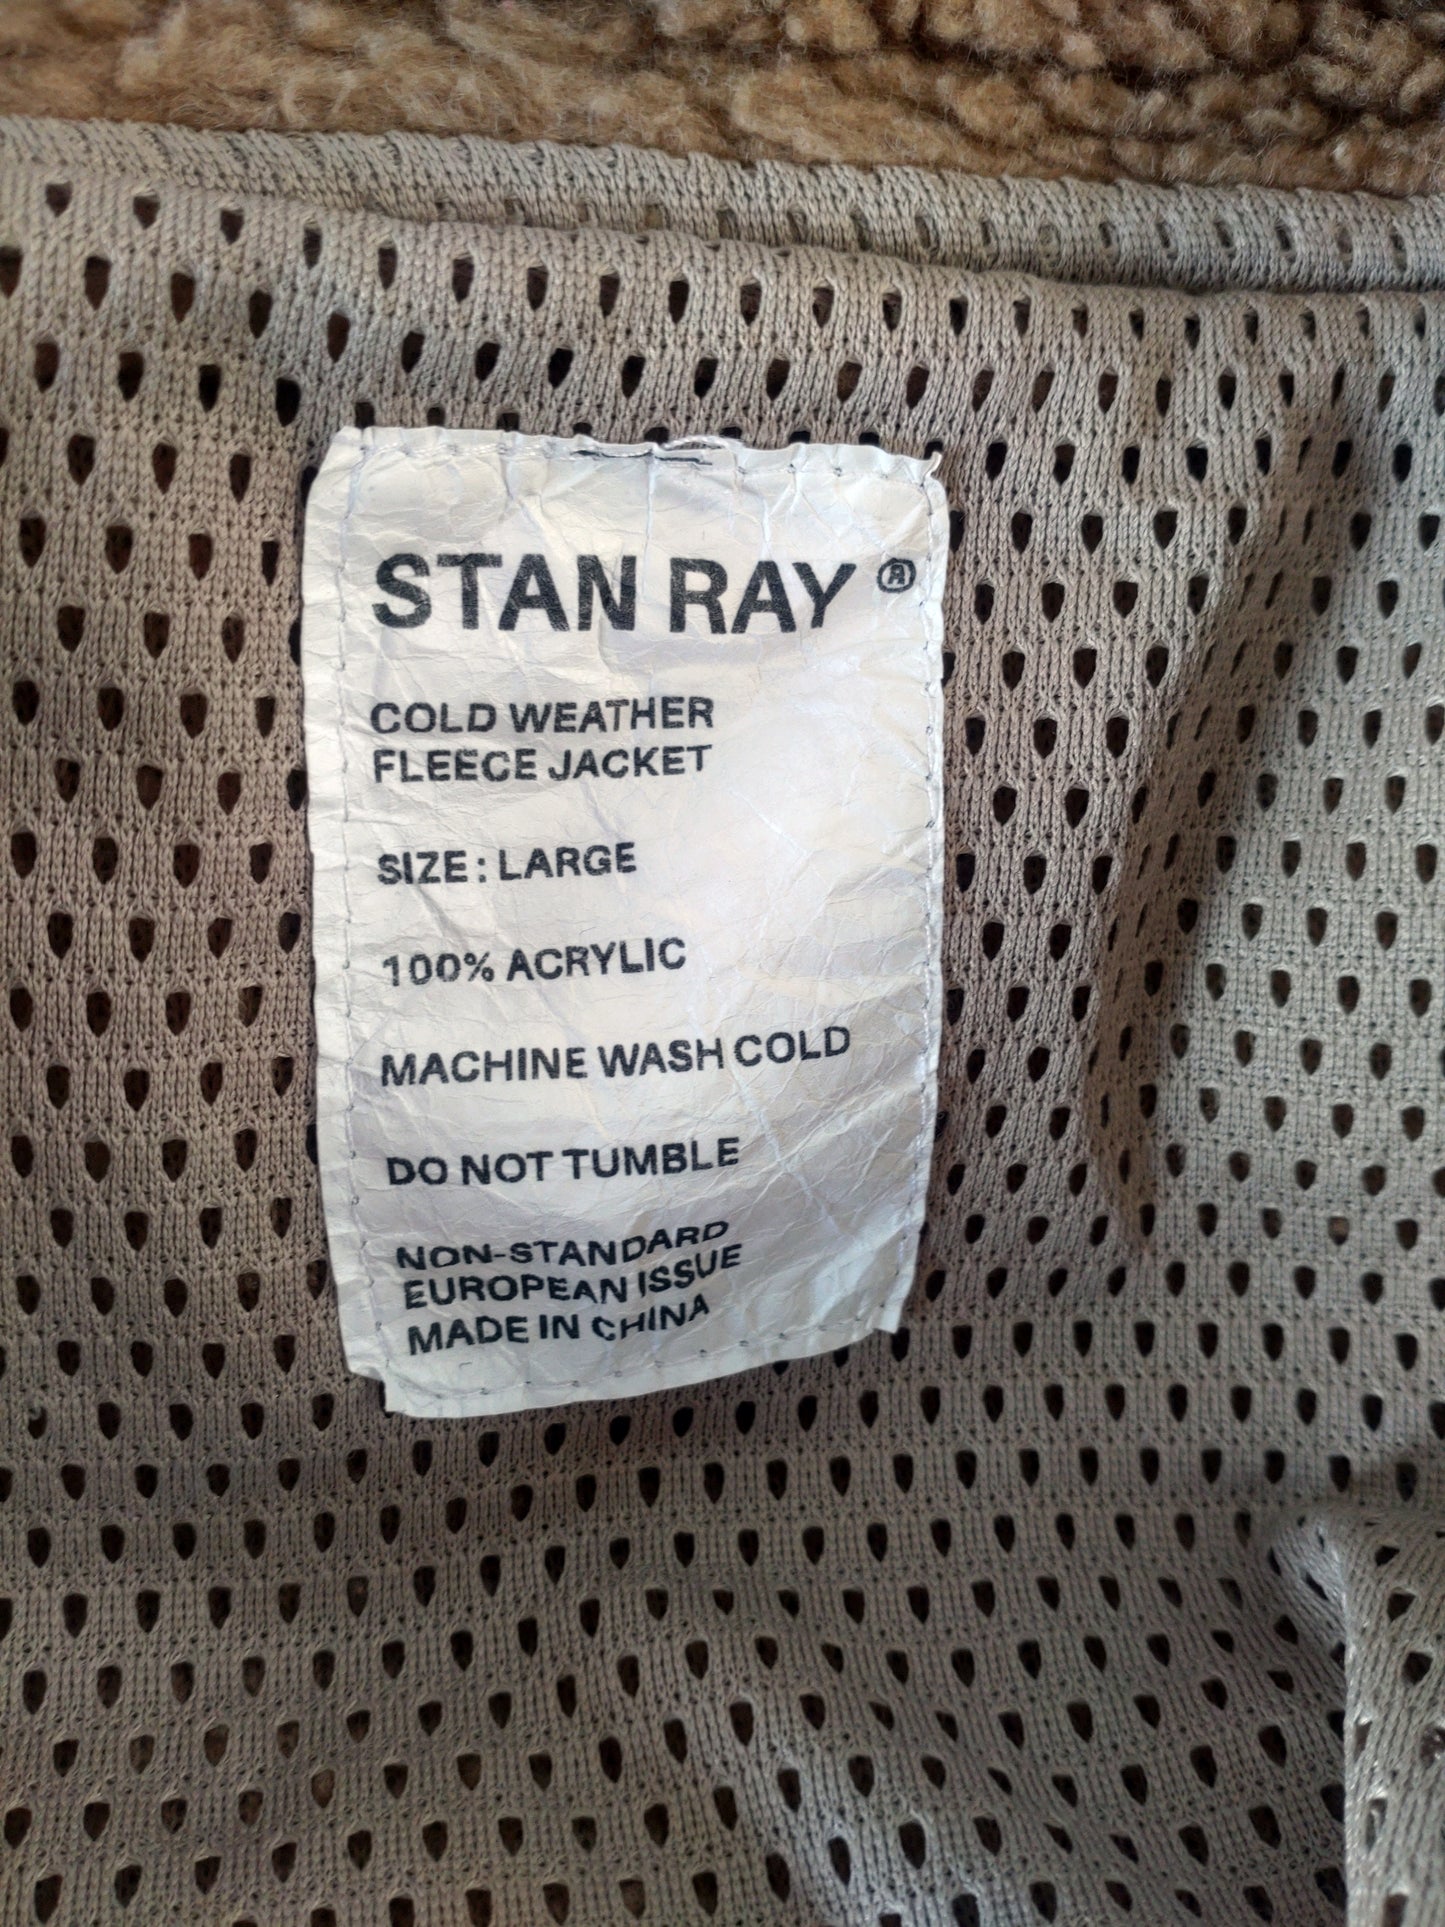 STAN RAY ®
COLD WEATHER
FLEECE JACKET
SIZE : LARGE
100% ACRYLIC
MACHINE WASH COLD
DO NOT TUMBLE
NON-STANDARD
EUROPEAN ISSUE
MADE IN CHINA